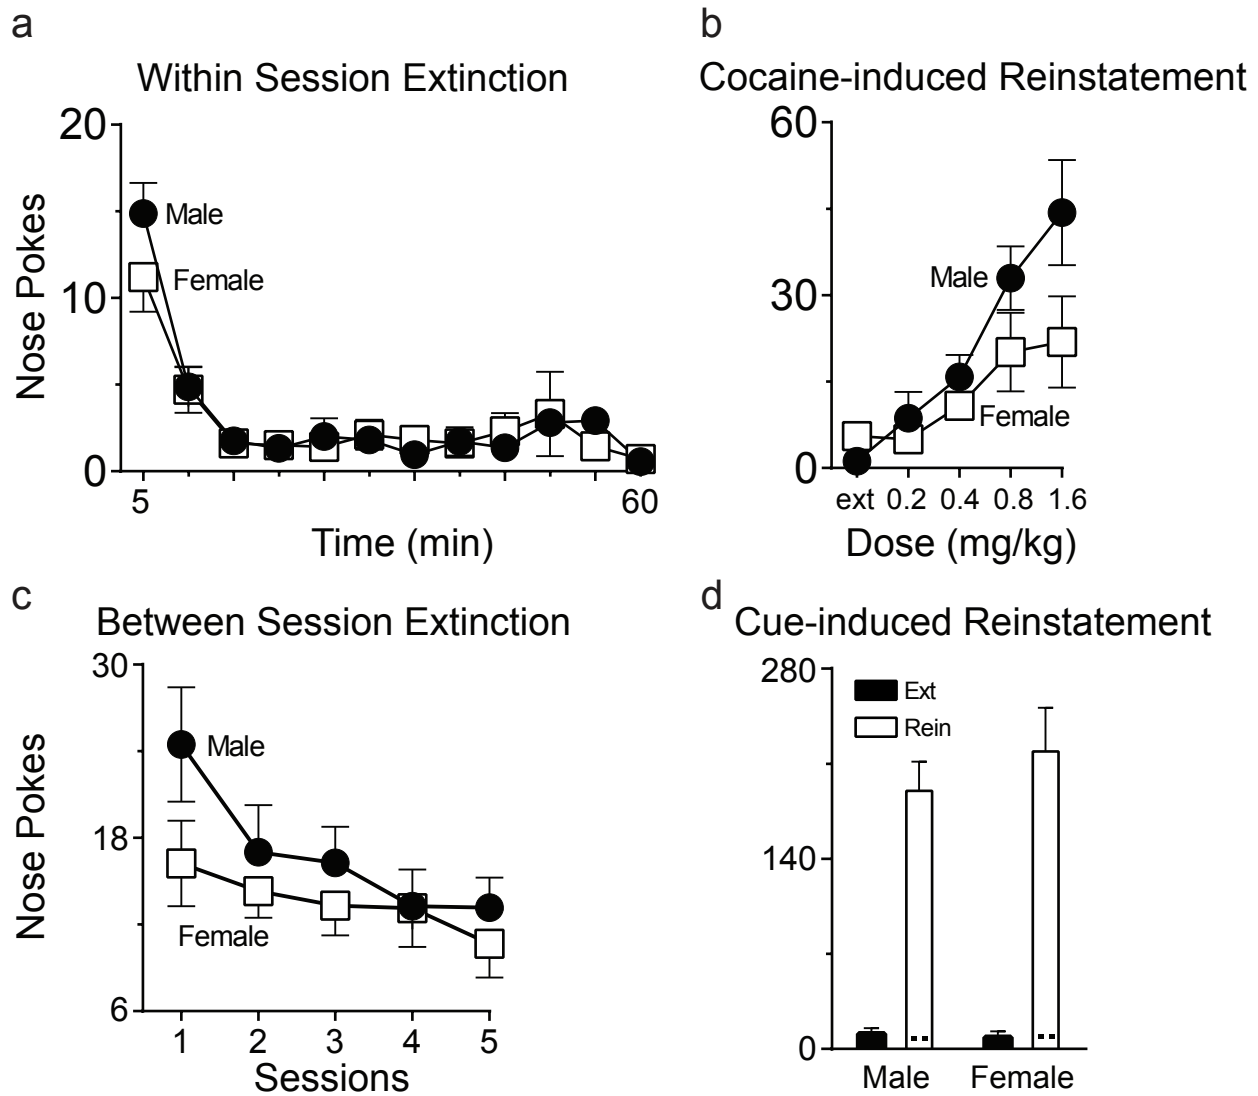 a
Within Session Extinction
20
10
0
Nose Pokes
Male
Female
5 60
Time (min)
b
Cocaine-induced Reinstatement
60
30
0
Male
Female
ext 0.2 0.4 0.8 1.6
Dose (mg/kg)
c
Between Session Extinction
30
18
6
Nose Pokes
Male
Female
1 2 3 4 5
Sessions
d
Cue-induced Reinstatement
280
140
0
Ext
Rein
Male Female